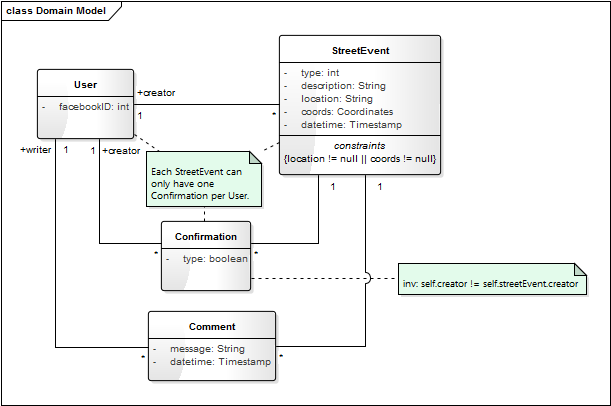 class Domain Model
StreetEvent
- type: int
- description: String
- location: String
- coords: Coordinates
- datetime: Timestamp
constraints
{location != null || coords != null}
User
- facebookID: int
+creator
1
*
+writer
1
1
+creator
Each StreetEvent can
only have one
Confirmation per User.
1
1
Confirmation
- type: boolean
*
*
inv: self.creator != self.streetEvent.creator
Comment
- message: String
- datetime: Timestamp
*
*